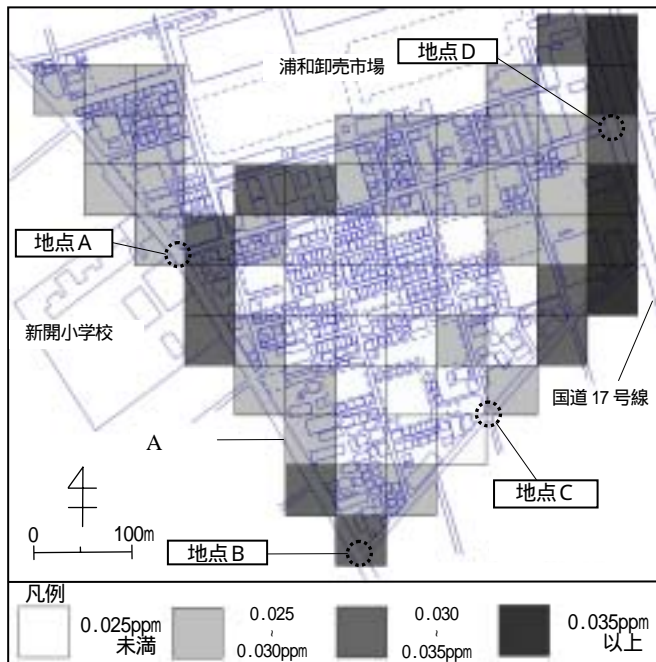 浦和卸売市場
地点D
地点A
新開小学校
国道17号線
A
地点C
0 100m
地点B
凡例
0.025ppm
未満
0.025
~
0.030ppm
0.030
~
0.035ppm
0.035ppm
以上